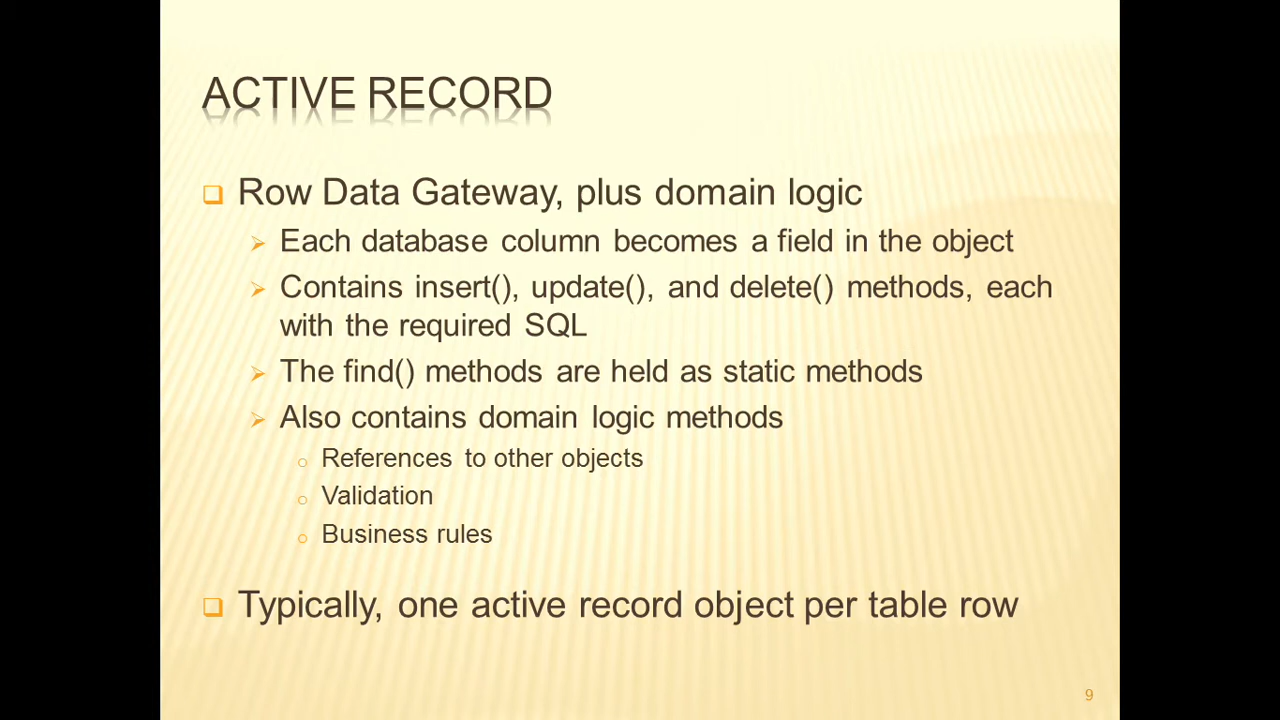 ACTIVE RECORD
Row Data Gateway, plus domain logic
Each database column becomes a field in the object
Contains insert(), update(), and delete() methods, each
with the required SQL
The find() methods are held as static methods
Also contains domain logic methods
References to other objects
Validation
Business rules
Typically, one active record object per table row
9